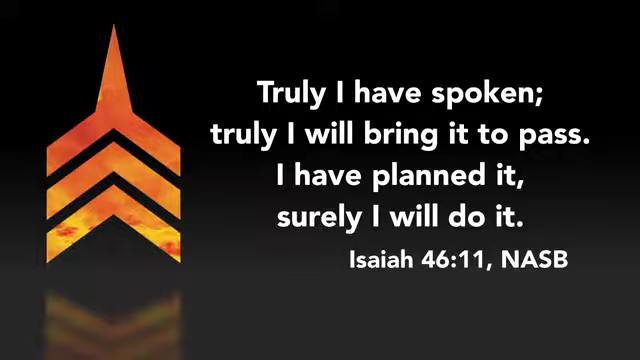 Truly I have spoken;
truly I will bring it to pass.
I have planned it,
surely I will do it.
Isaiah 46:11, NASB